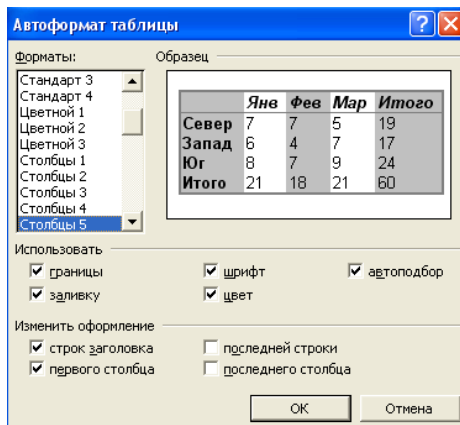 Автоформат таблицы
Форматы:
Образец
Стандарт 3
Стандарт 4
Цветной 1
Цветной 2
Цветной 3
Столбцы 1
Столбцы 2
Столбцы 3
Столбцы 4
Столбцы 5
Янв Фев Мар Итого
Север 7 7 5 19
Запад 6 4 7 17
Юг 8 7 9 24
Итого 21 18 21 60
Использовать
границы шрифт автоподбор
заливку цвет
Изменить оформление
строк заголовка последней строки
первого столбца последнего столбца
ОК Отмена